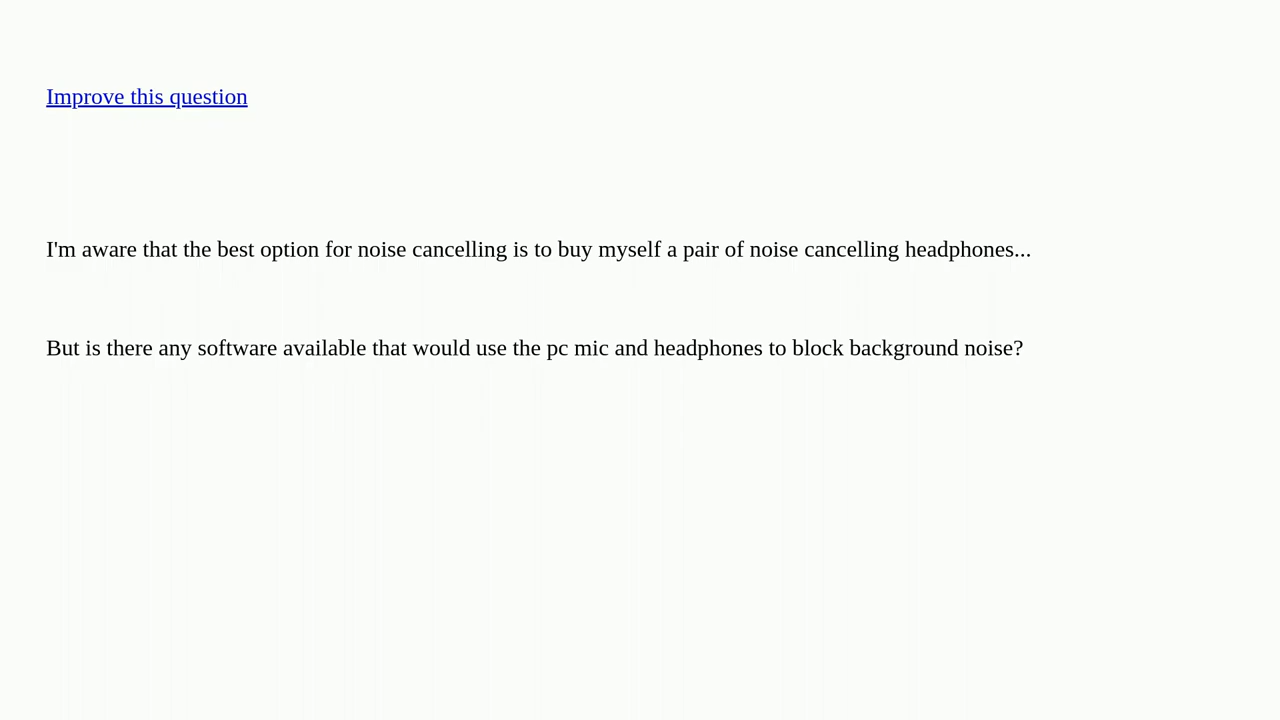 Improve this question
I'm aware that the best option for noise cancelling is to buy myself a pair of noise cancelling headphones...
But is there any software available that would use the pc mic and headphones to block background noise?